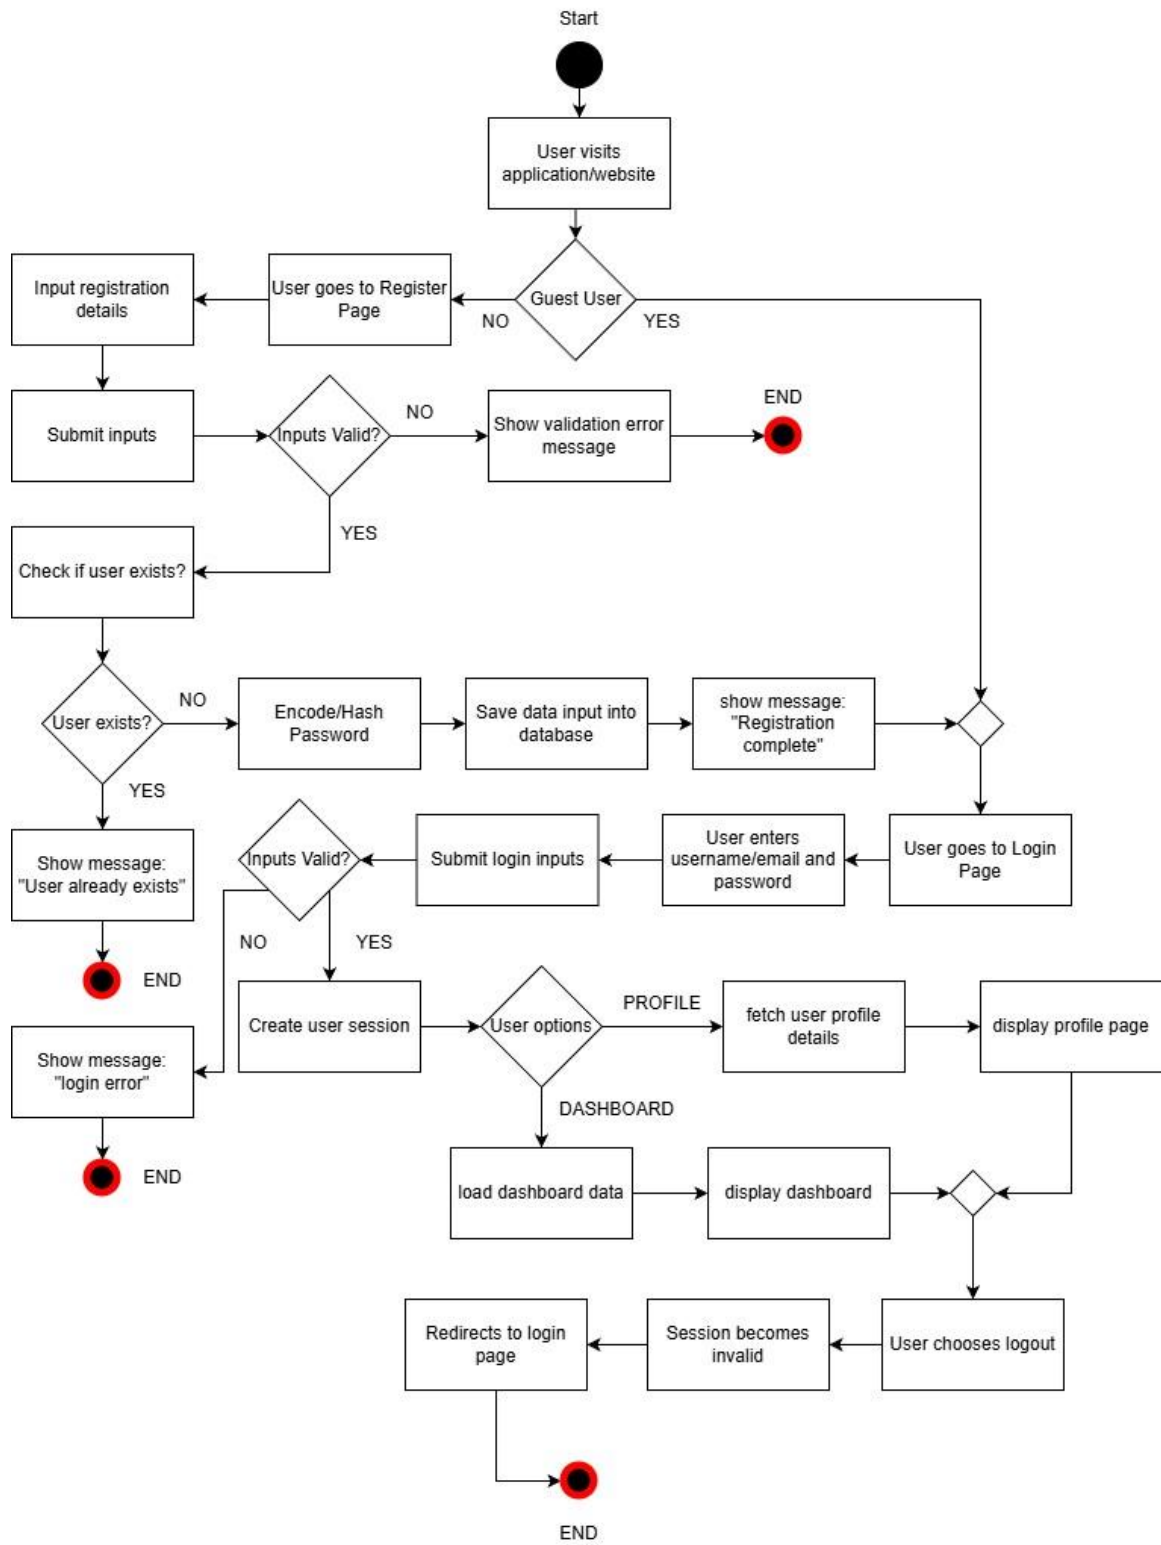 Start
User visits
application/website
Guest User
NO
YES
User goes to Register
Page
Input registration
details
Submit inputs
Inputs Valid?
NO
Show validation error
message
END
YES
Check if user exists?
User exists?
NO
Encode/Hash
Password
Save data input into
database
show message:
"Registration
complete"
YES
Show message:
"User already exists"
END
User goes to Login
Page
User enters
username/email and
password
Submit login inputs
Inputs Valid?
NO
YES
Show message:
"login error"
END
Create user session
User options
PROFILE
fetch user profile
details
display profile page
DASHBOARD
load dashboard data
display dashboard
User chooses logout
Session becomes
invalid
Redirects to login
page
END